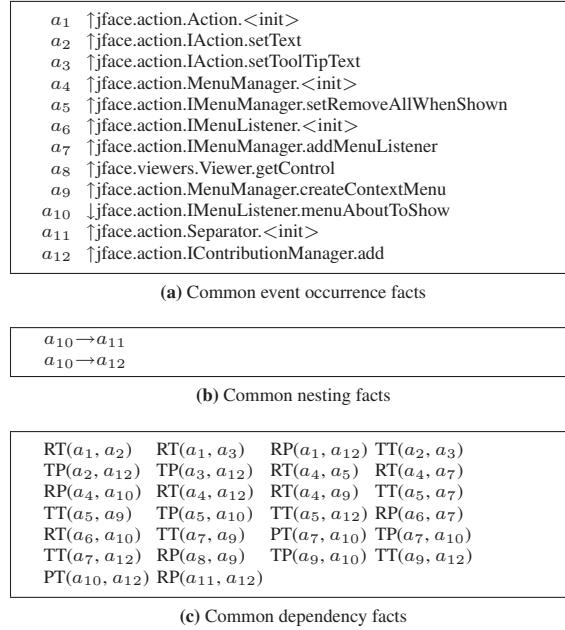 a1 ↑jface.action.Action.<init>
a2 ↑jface.action.IAction.setText
a3 ↑jface.action.IAction.setToolTipText
a4 ↑jface.action.MenuManager.<init>
a5 ↑jface.action.IMenuManager.setRemoveAllWhenShown
a6 ↑jface.action.IMenuListener.<init>
a7 ↑jface.action.IMenuManager.addMenuListener
a8 ↑jface.viewers.Viewer.getControl
a9 ↑jface.action.MenuManager.createContextMenu
a10 ↓jface.action.IMenuListener.menuAboutToShow
a11 ↑jface.action.Separator.<init>
a12 ↑jface.action.IContributionManager.add
(a) Common event occurrence facts
a10→a11
a10→a12
(b) Common nesting facts
RT(a1, a2) RT(a1, a3) RP(a1, a12) TT(a2, a3)
TP(a2, a12) TP(a3, a12) RT(a4, a5) RT(a4, a7)
RP(a4, a10) RT(a4, a12) RT(a4, a9) TT(a5, a7)
TT(a5, a9) TP(a5, a10) TT(a5, a12) RP(a6, a7)
RT(a6, a10) TT(a7, a9) PT(a7, a10) TP(a7, a10)
TT(a7, a12) RP(a8, a9) TP(a9, a10) TT(a9, a12)
PT(a10, a12) RP(a11, a12)
(c) Common dependency facts